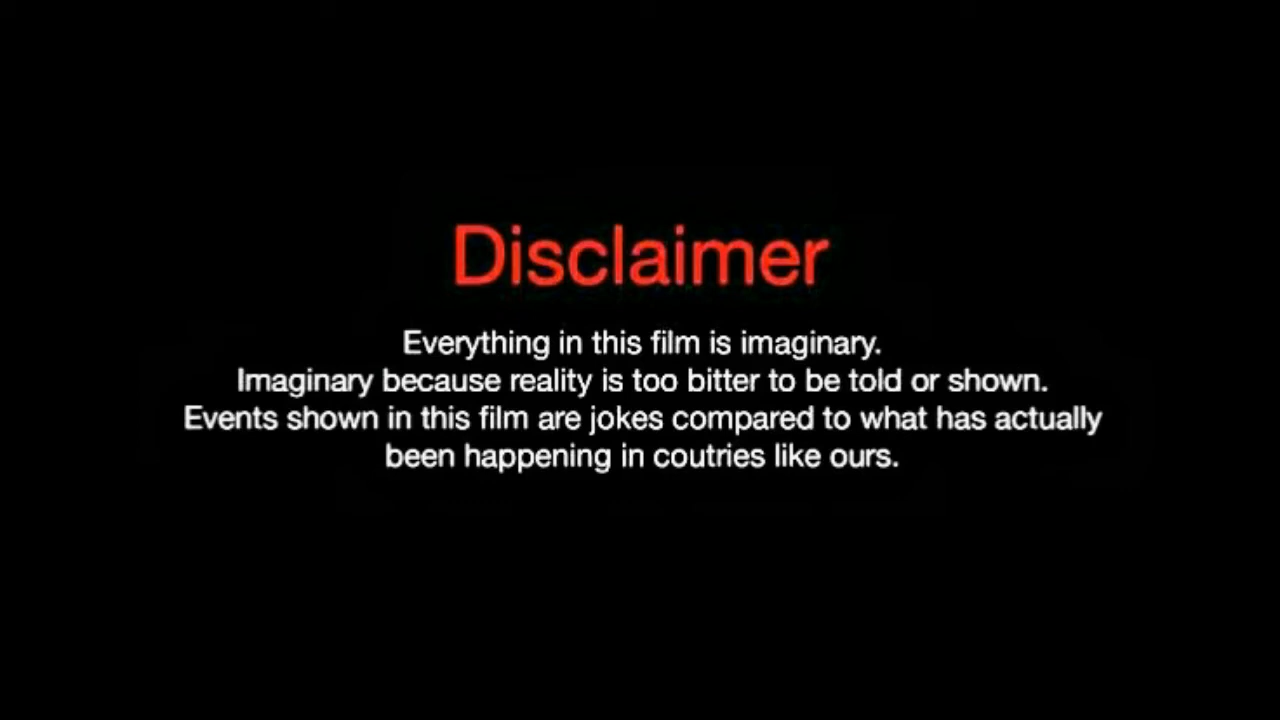 Disclaimer
Everything in this film is imaginary.
Imaginary because reality is too bitter to be told or shown.
Events shown in this film are jokes compared to what has actually
been happening in coutries like ours.